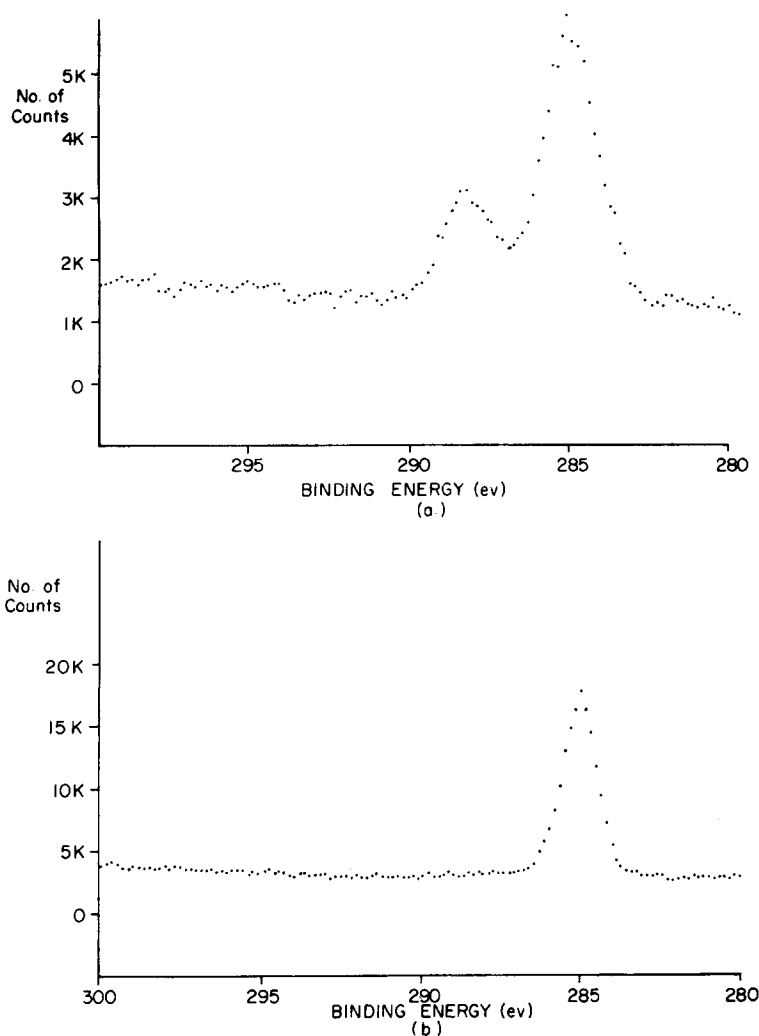 5K
No. of
Counts
4K
3K
2K
1K
0
295
290
285
280
BINDING ENERGY (ev)
(a.)
No. of
Counts
20K
15K
10K
5K
0
300
295
290
285
280
BINDING ENERGY (ev)
(b)